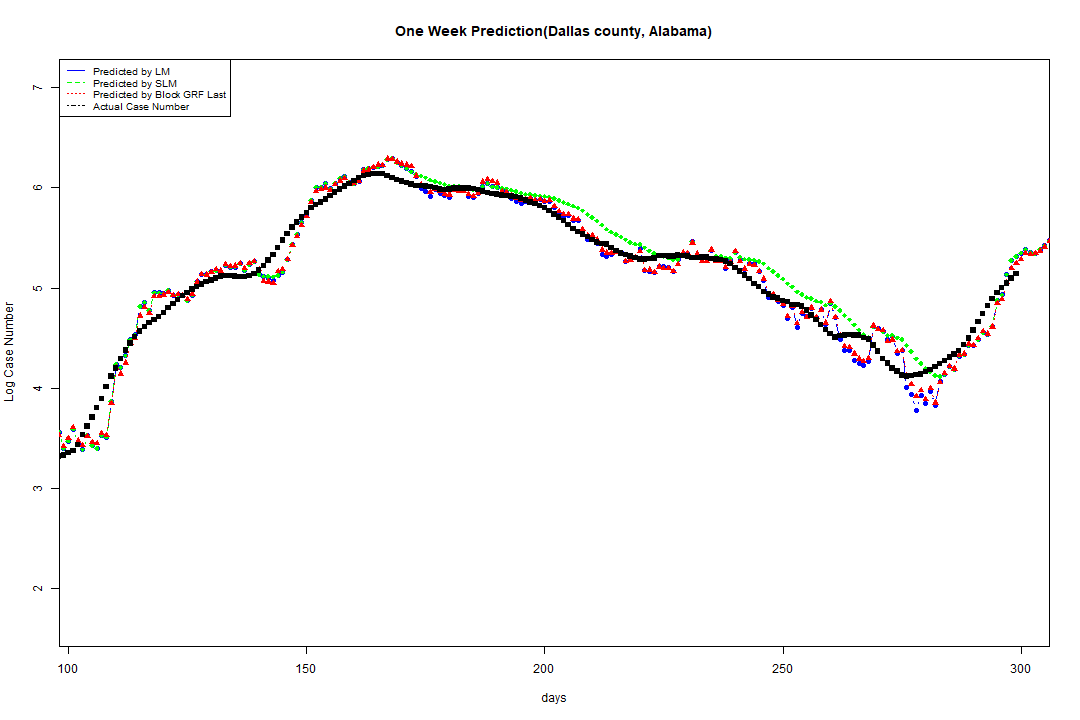 One Week Prediction(Dallas county, Alabama)
Predicted by LM
Predicted by SLM
Predicted by Block GRF Last
Actual Case Number
7
6
5
4
3
2
Log Case Number
100 150 200 250 300
days